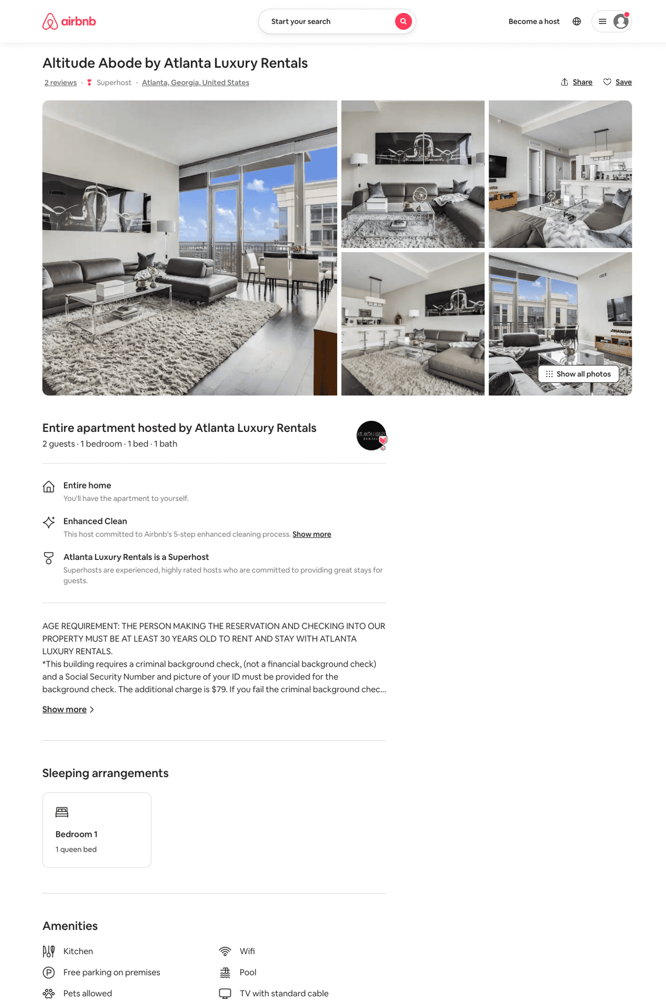 airbnb
Start your search
Become a host
Altitude Abode by Atlanta Luxury Rentals
2 reviews · Superhost · Atlanta, Georgia, United States
Share
Save
Show all photos
Entire apartment hosted by Atlanta Luxury Rentals
2 guests · 1 bedroom · 1 bed · 1 bath
ATLANTA LUXURY
RENTALS
Entire home
You'll have the apartment to yourself.
Enhanced Clean
This host committed to Airbnb's 5-step enhanced cleaning process. Show more
Atlanta Luxury Rentals is a Superhost
Superhosts are experienced, highly rated hosts who are committed to providing great stays for
guests.
AGE REQUIREMENT: THE PERSON MAKING THE RESERVATION AND CHECKING INTO OUR
PROPERTY MUST BE AT LEAST 30 YEARS OLD TO RENT AND STAY WITH ATLANTA
LUXURY RENTALS.
*This building requires a criminal background check, (not a financial background check)
and a Social Security Number and picture of your ID must be provided for the
background check. The additional charge is $79. If you fail the criminal background chec...
Show more
Sleeping arrangements
Bedroom 1
1 queen bed
Amenities
Kitchen
Wifi
Free parking on premises
Pool
Pets allowed
TV with standard cable